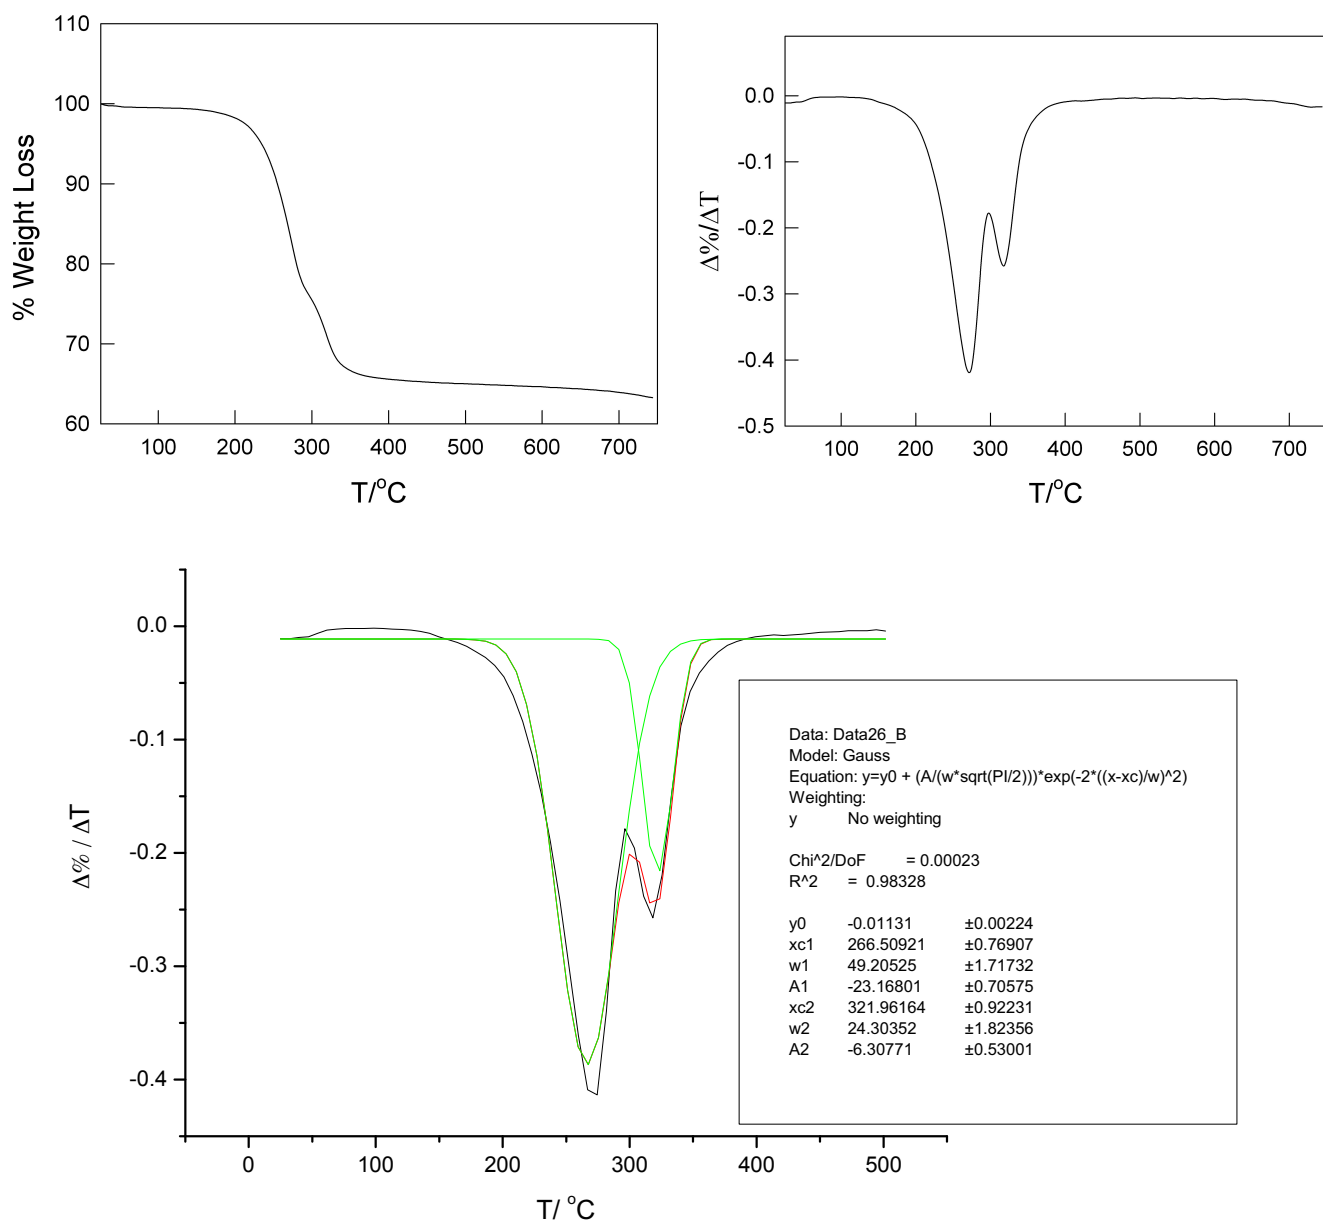 110
100
90
80
70
60
% Weight Loss
100 200 300 400 500 600 700
T/°C
0.0
-0.1
-0.2
-0.3
-0.4
-0.5
Δ%/ΔT
100 200 300 400 500 600 700
T/°C
0.0
-0.1
-0.2
-0.3
-0.4
Δ% / ΔT
0 100 200 300 400 500
T/ °C
Data: Data26_B
Model: Gauss
Equation: y=y0 + (A/(w*sqrt(PI/2)))*exp(-2*((x-xc)/w)^2)
Weighting:
y No weighting
Chi^2/DoF = 0.00023
R^2 = 0.98328
y0 -0.01131 ±0.00224
xc1 266.50921 ±0.76907
w1 49.20525 ±1.71732
A1 -23.16801 ±0.70575
xc2 321.96164 ±0.92231
w2 24.30352 ±1.82356
A2 -6.30771 ±0.53001